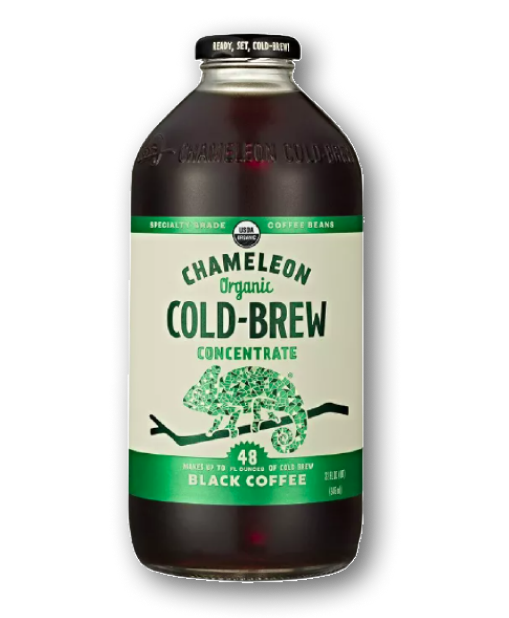 READY, SET, COLD-BREW!
CHAMELEON COLD-BREW
SPECIALTY GRADE COFFEE BEANS
USDA
ORGANIC
CHAMELEON
Organic
COLD-BREW
CONCENTRATE
48
MAKES UP TO FL OUNCES OF COLD BREW
BLACK COFFEE